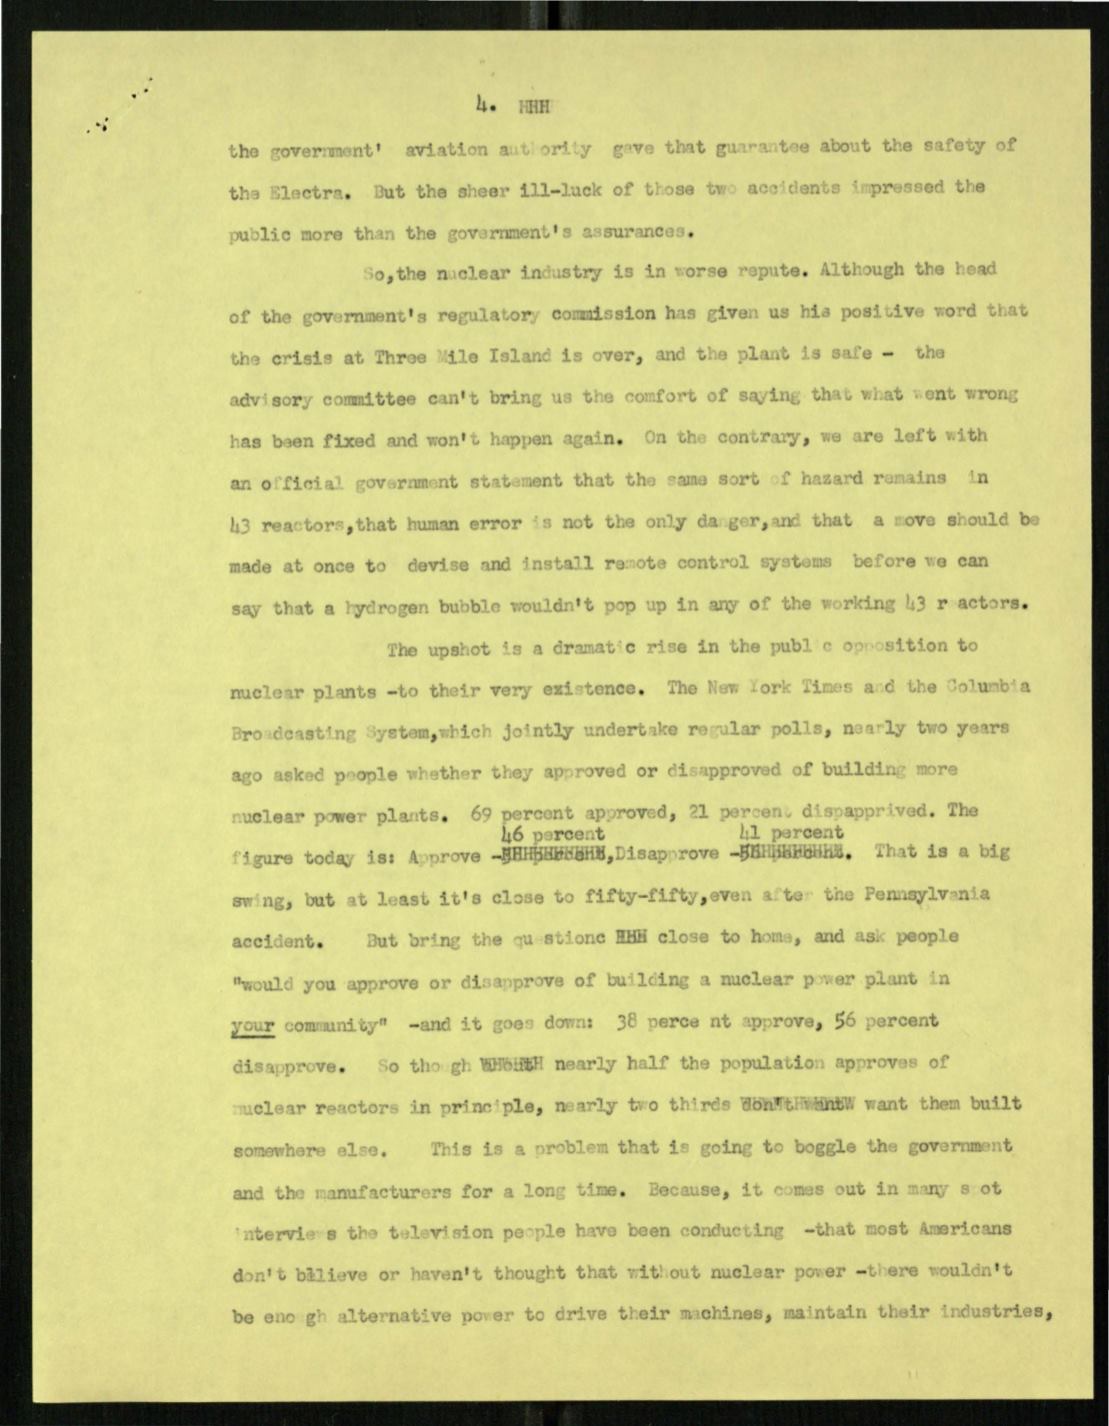 4. HHH
the government' aviation authority gave that guarantee about the safety of
the Electra. But the sheer ill-luck of those two accidents impressed the
public more than the government's assurances.
So,the nuclear industry is in worse repute. Although the head
of the government's regulatory commission has given us his positive word that
the crisis at Three Mile Island is over, and the plant is safe - the
advisory committee can't bring us the comfort of saying that what went wrong
has been fixed and won't happen again. On the contrary, we are left with
an official government statement that the same sort of hazard remains in
43 reactors,that human error is not the only danger,and that a move should be
made at once to devise and install remote control systems before we can
say that a hydrogen bubble wouldn't pop up in any of the working 43 r actors.
The upshot is a dramatic rise in the publ c opposition to
nuclear plants -to their very existence. The New York Times and the Columbia
Broadcasting System,which jointly undertake regular polls, nearly two years
ago asked people whether they approved or disapproved of building more
nuclear power plants. 69 percent approved, 21 percent dispapprived. The
46 percent 41 percent
figure today is: Approve -,Disapprove -. That is a big
swing, but at least it's close to fifty-fifty,even after the Pennsylvania
accident. But bring the qu stionc HHH close to home, and ask people
"would you approve or disapprove of building a nuclear power plant in
your community" -and it goes down: 38 perce nt approve, 56 percent
disapprove. So tho gh nearly half the population approves of
nuclear reactors in principle, nearly two thirds don't want want them built
somewhere else. This is a problem that is going to boggle the government
and the manufacturers for a long time. Because, it comes out in many s ot
interviews the television people have been conducting -that most Americans
don't believe or haven't thought that without nuclear power -there wouldn't
be eno gh alternative power to drive their machines, maintain their industries,